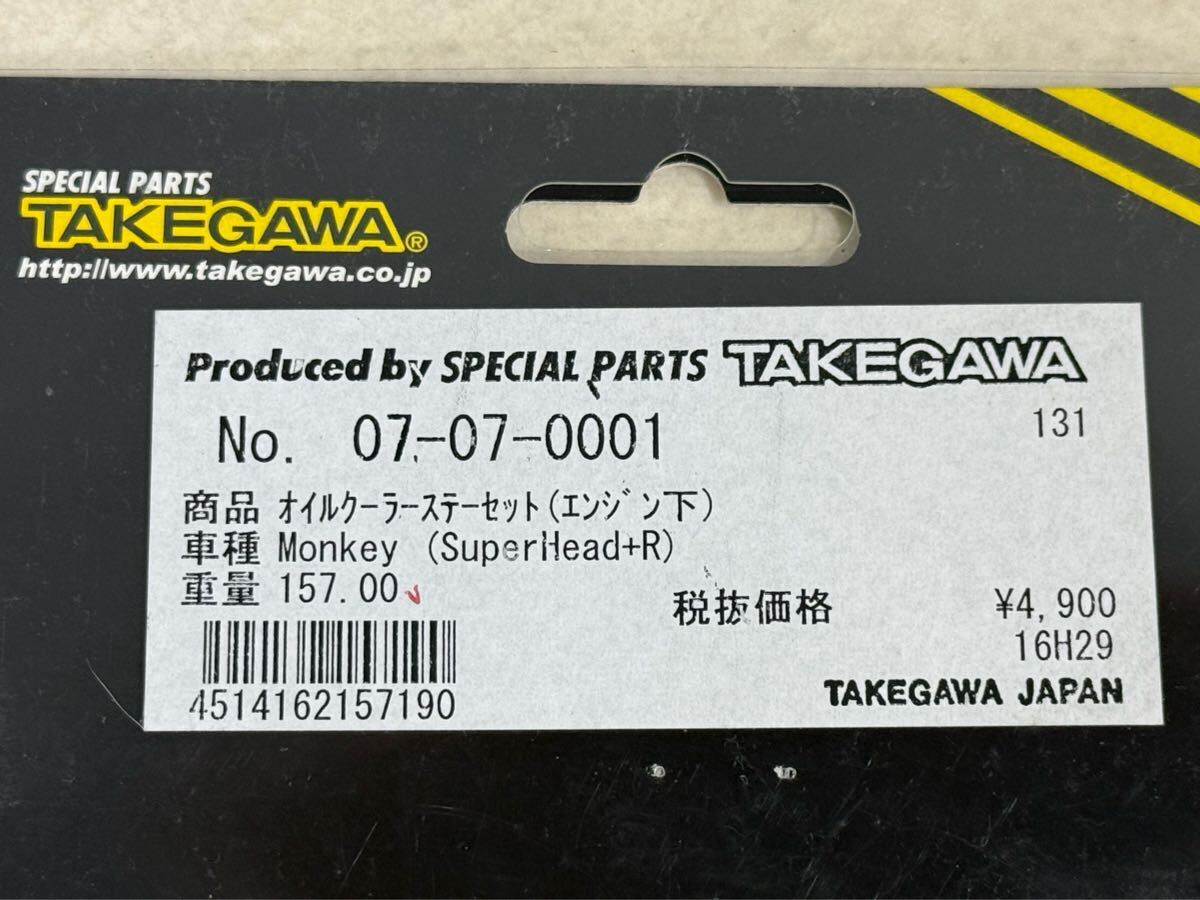 SPECIAL PARTS
TAKEGAWA®
http://www.takegawa.co.jp
Produced by SPECIAL PARTS TAKEGAWA
No. 07-07-0001
131
商品 ｵｲﾙｸｰﾗｰｽﾃｰｾｯﾄ(ｴﾝｼﾞﾝ下)
車種 Monkey (SuperHead+R)
重量 157.00
税抜価格 ¥4,900
16H29
4514162157190
TAKEGAWA JAPAN